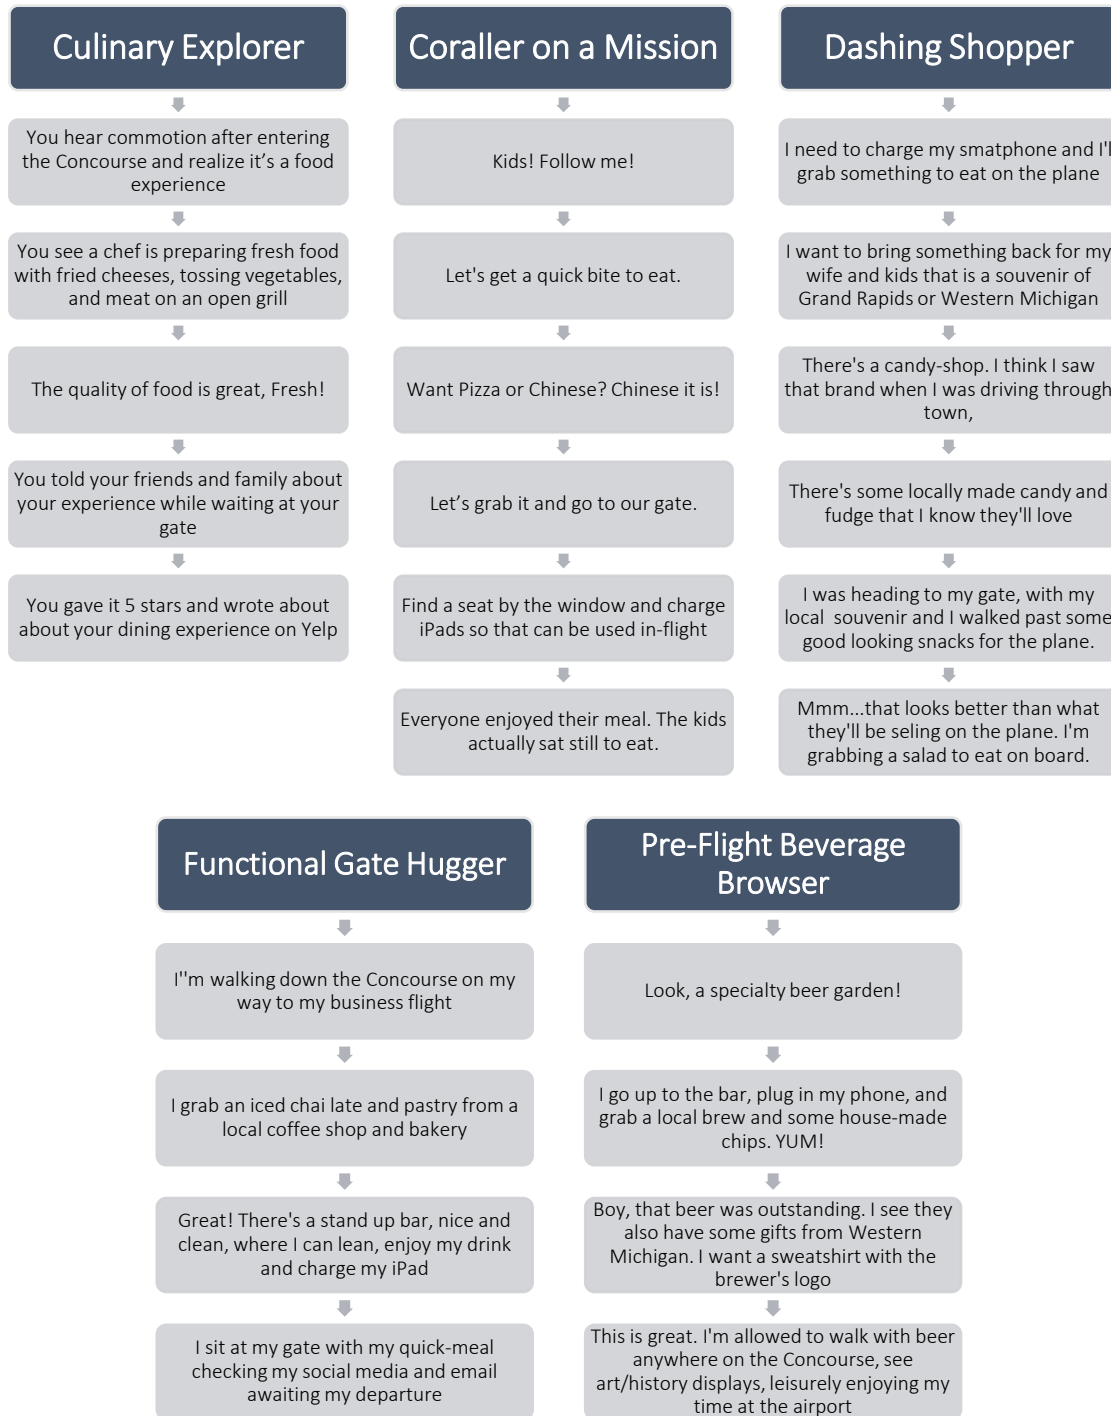 Culinary Explorer
You hear commotion after entering
the Concourse and realize it’s a food
experience
You see a chef is preparing fresh food
with fried cheeses, tossing vegetables,
and meat on an open grill
The quality of food is great, Fresh!
You told your friends and family about
your experience while waiting at your
gate
You gave it 5 stars and wrote about
about your dining experience on Yelp
Coraller on a Mission
Kids! Follow me!
Let's get a quick bite to eat.
Want Pizza or Chinese? Chinese it is!
Let’s grab it and go to our gate.
Find a seat by the window and charge
iPads so that can be used in-flight
Everyone enjoyed their meal. The kids
actually sat still to eat.
Dashing Shopper
I need to charge my smatphone and I'll
grab something to eat on the plane
I want to bring something back for my
wife and kids that is a souvenir of
Grand Rapids or Western Michigan
There's a candy-shop. I think I saw
that brand when I was driving through
town,
There's some locally made candy and
fudge that I know they'll love
I was heading to my gate, with my
local souvenir and I walked past some
good looking snacks for the plane.
Mmm...that looks better than what
they'll be seling on the plane. I'm
grabbing a salad to eat on board.
Functional Gate Hugger
I''m walking down the Concourse on my
way to my business flight
I grab an iced chai late and pastry from a
local coffee shop and bakery
Great! There's a stand up bar, nice and
clean, where I can lean, enjoy my drink
and charge my iPad
I sit at my gate with my quick-meal
checking my social media and email
awaiting my departure
Pre-Flight Beverage
Browser
Look, a specialty beer garden!
I go up to the bar, plug in my phone, and
grab a local brew and some house-made
chips. YUM!
Boy, that beer was outstanding. I see they
also have some gifts from Western
Michigan. I want a sweatshirt with the
brewer's logo
This is great. I'm allowed to walk with beer
anywhere on the Concourse, see
art/history displays, leisurely enjoying my
time at the airport